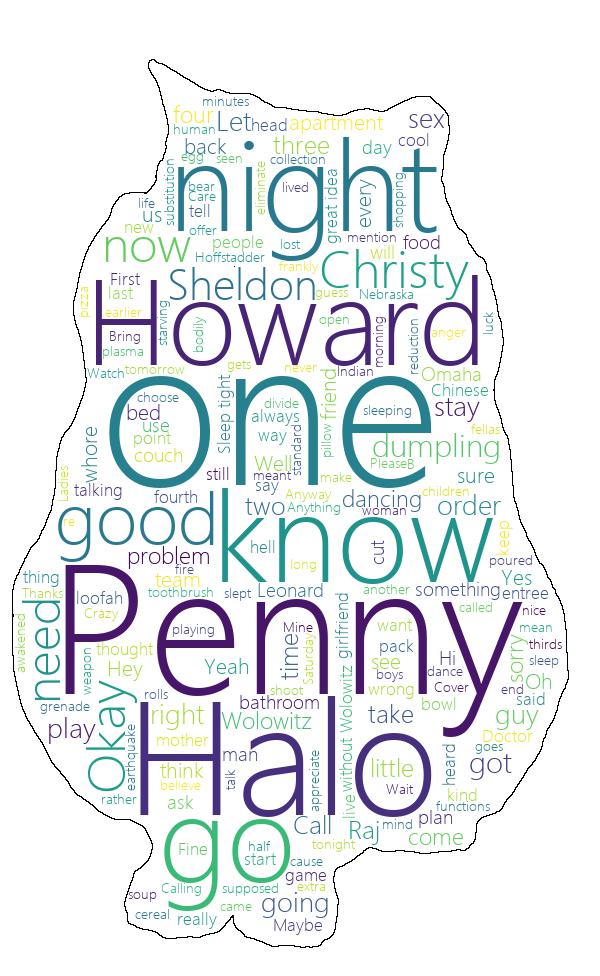 minutes
four
Let
head
apartment
sex
human
back
three
day
cool
egg
seen
collection
night
substitution
bear
Care
lived
eliminate
great idea
every
shopping
life
us
tell
new
offer
mention
food
now
people
lost
will
Hoffstadter
frankly
Christy
First
last
Sheldon
guess
Nebraska
pizza
earlier
starving
bodily
Howard
open
morning
reduction
anger
luck
Bring
plasma
Indian
Watch
tomorrow
gets
never
Omaha
Chinese
choose
one
divide
friend
sleeping
bed
use
point
couch
Sleep tight
always
way
standard
pillow
stay
fellas
dumpling
whore
Well
PleaseB
still
meant
say
make
sure
Ladies
talking
fourth
two
Anyway
Anything
dancing
children
order
woman
re
good
know
hell
cut
keep
problem
fire
long
poured
thing
team
Thanks
loofah
toothbrush
slept
Leonard
another
something
Yes
entree
Crazy
called
nice
awakened
need
Penny
playing
Mine
time
Saturday
girlfriend
want
pack
Hi
mean
thirds
sorry
weapon
thought
Hey
Yeah
see
boys
dance
sleep
wrong
Cover
Oh
grenade
rolls
shoot
bathroom
without Wolowitz
bowl
end
said
play
okay
right
Wolowitz
take
guy
earthquake
mother
man
Doctor
Halo
think
talk
appreciate
little
heard
goes
got
believe
Wait
rather
ask
live
kind
functions
Call
Raj
mind
plan
come
go
Fine
half
start
cause
tonight
game
soup
Calling
supposed
extra
cereal
came
going
really
Maybe